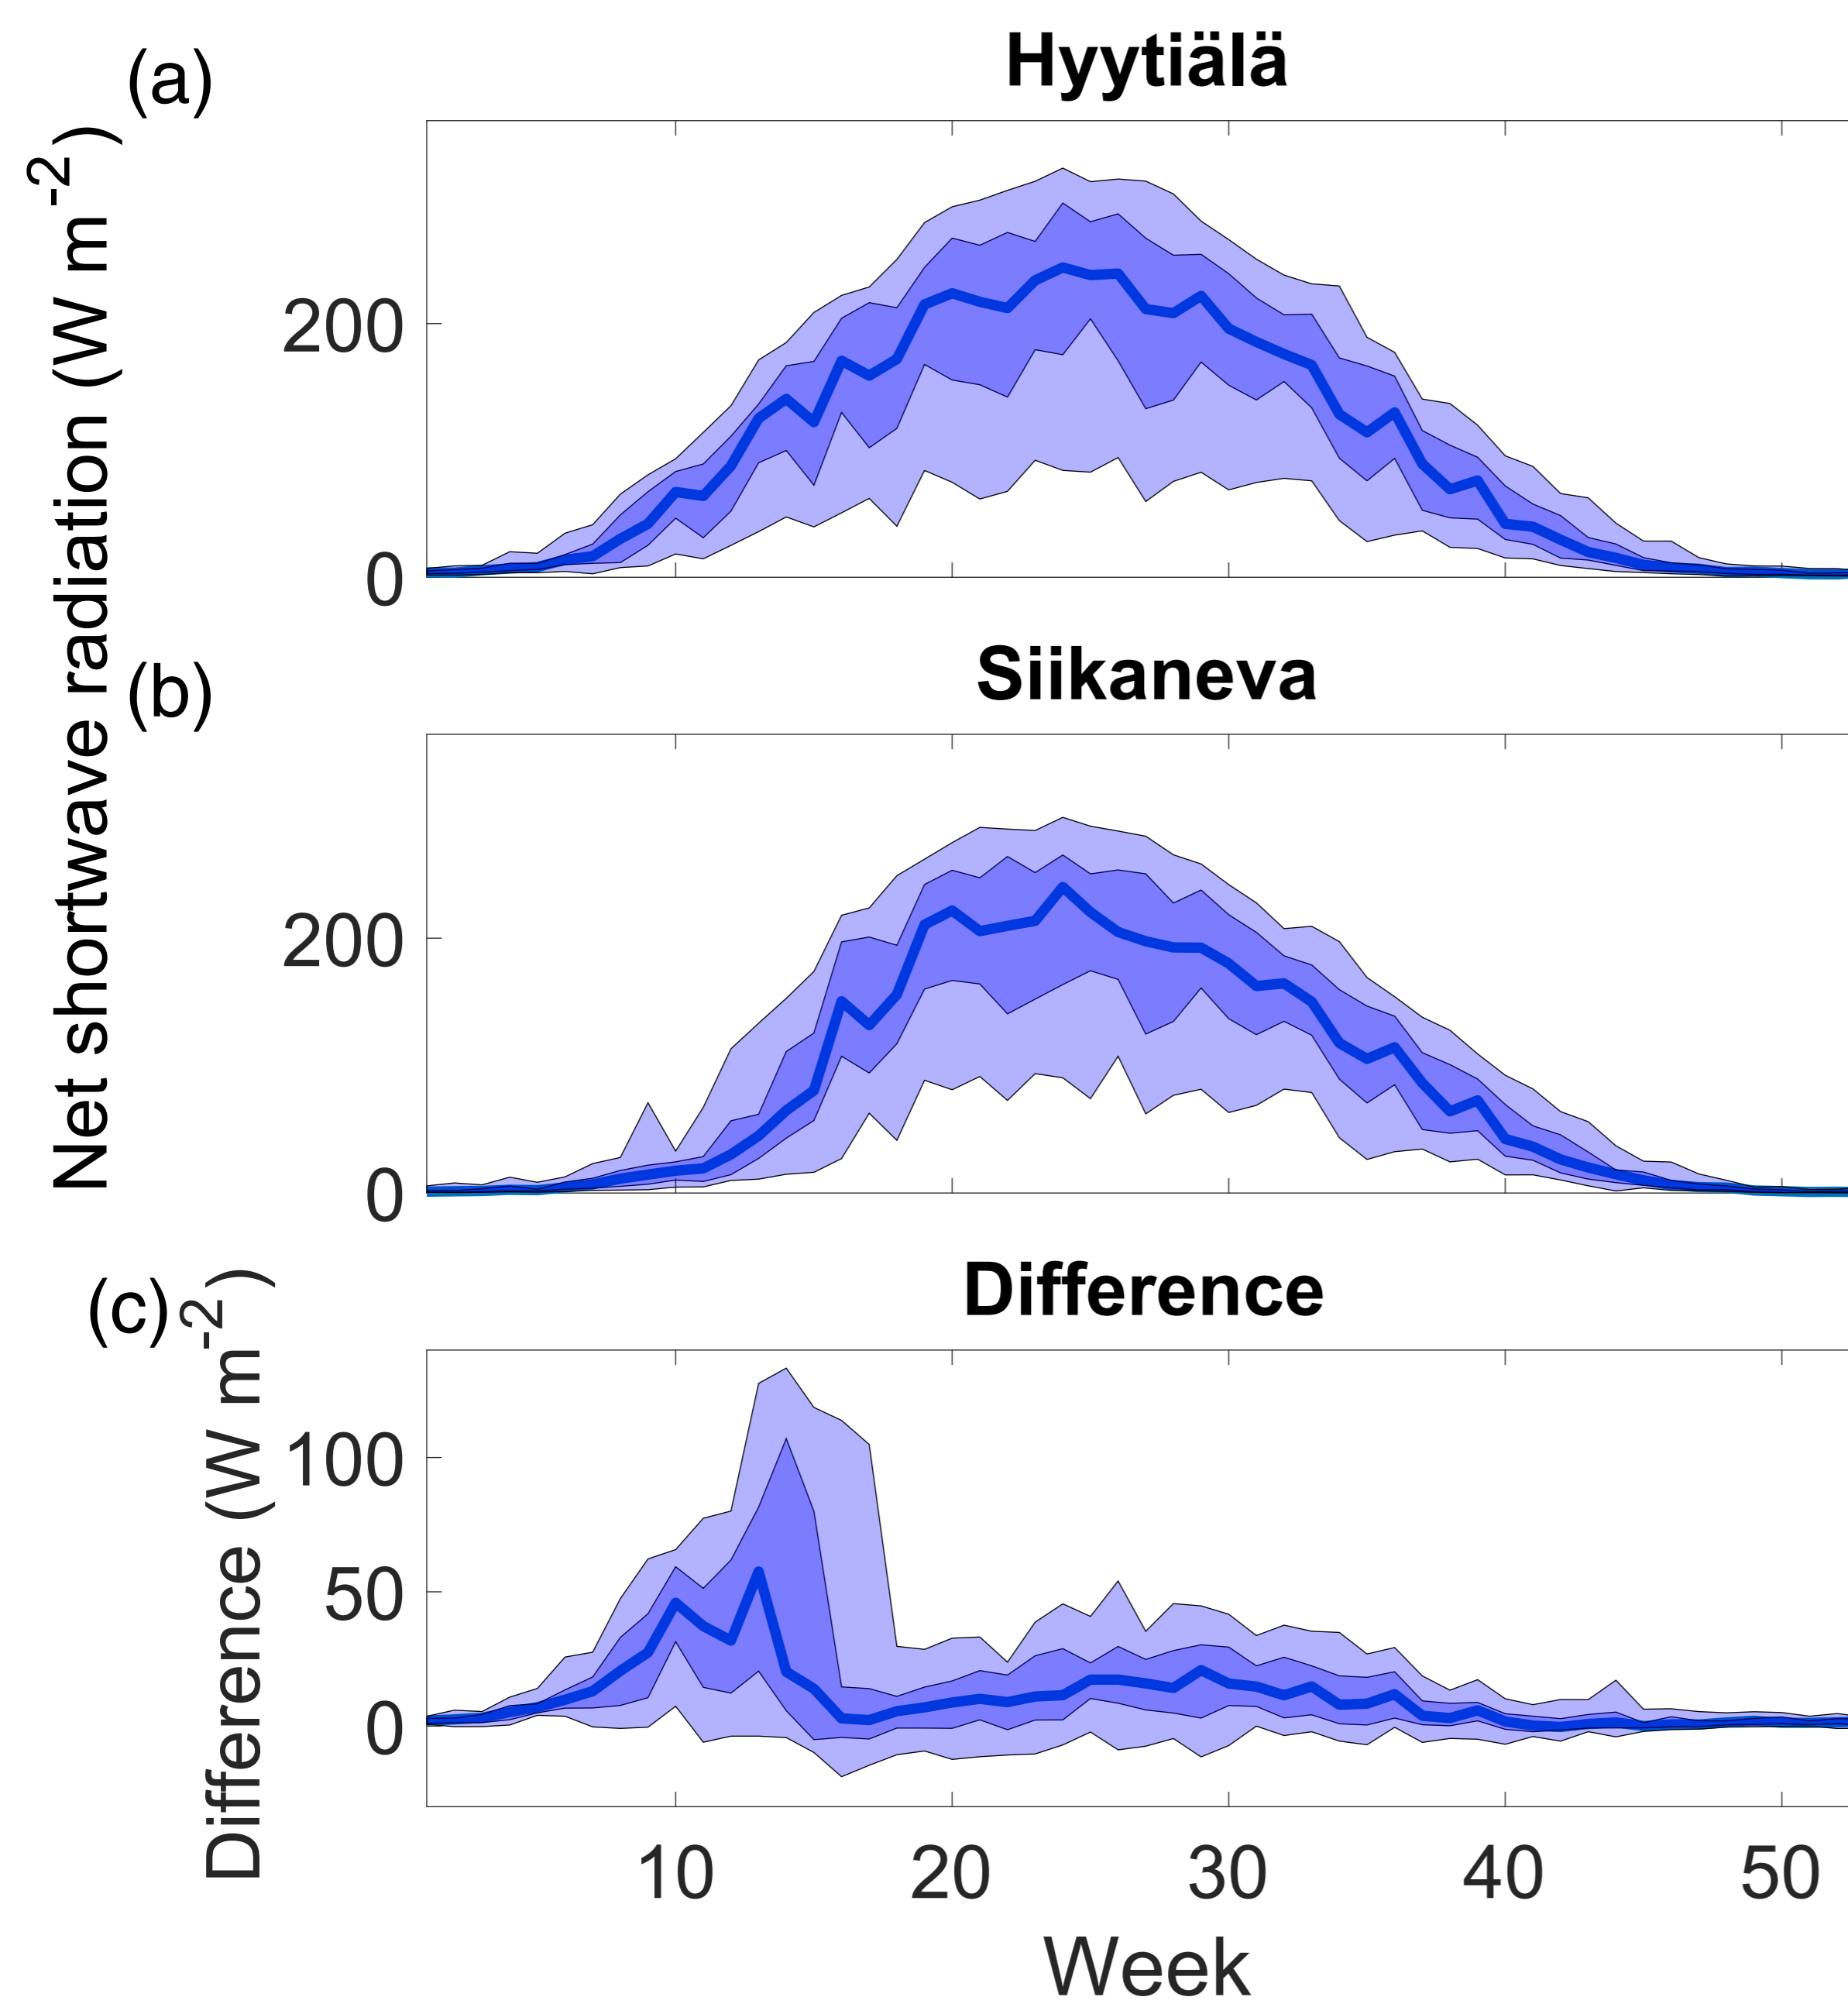 (a)
Hyytiälä
Net shortwave radiation (W m⁻²)
200
0
(b)
Siikaneva
200
0
(c)
Difference
Difference (W m⁻²)
100
50
0
10 20 30 40 50
Week